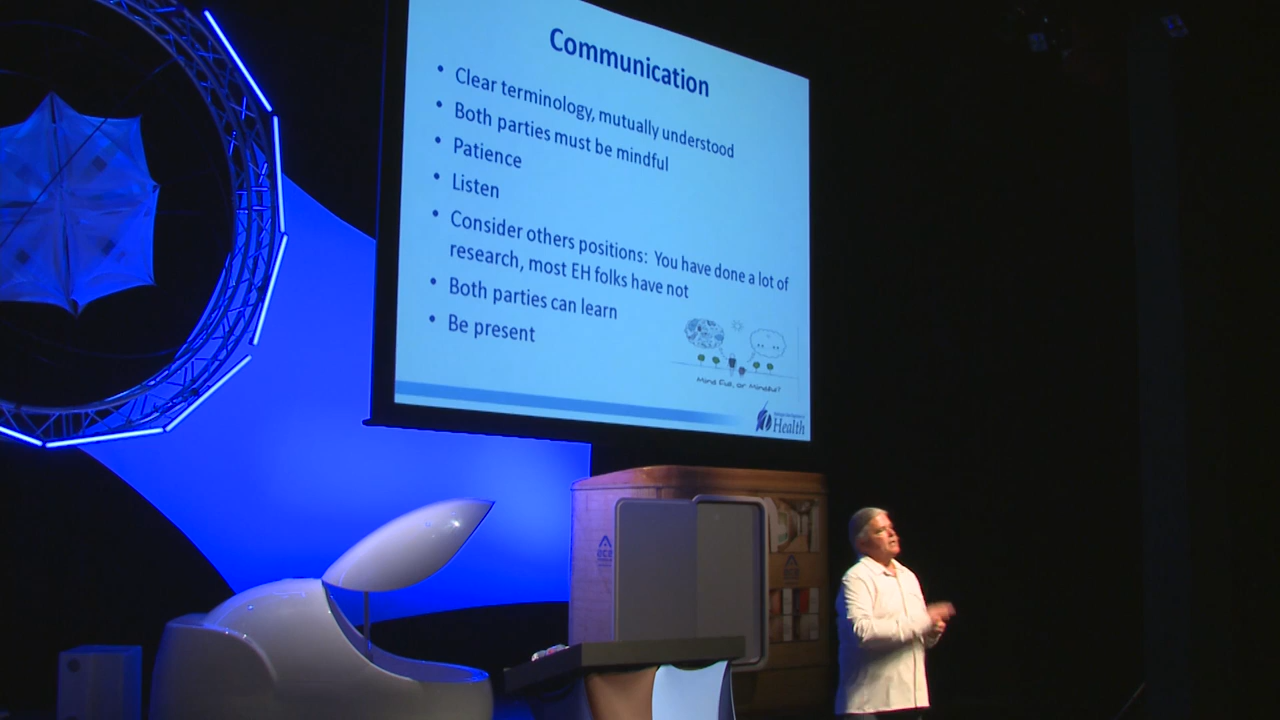 Communication
• Clear terminology, mutually understood
• Both parties must be mindful
• Patience
• Listen
• Consider others positions: You have done a lot of
research, most EH folks have not
• Both parties can learn
• Be present
Mind Full, or Mindful?
Health